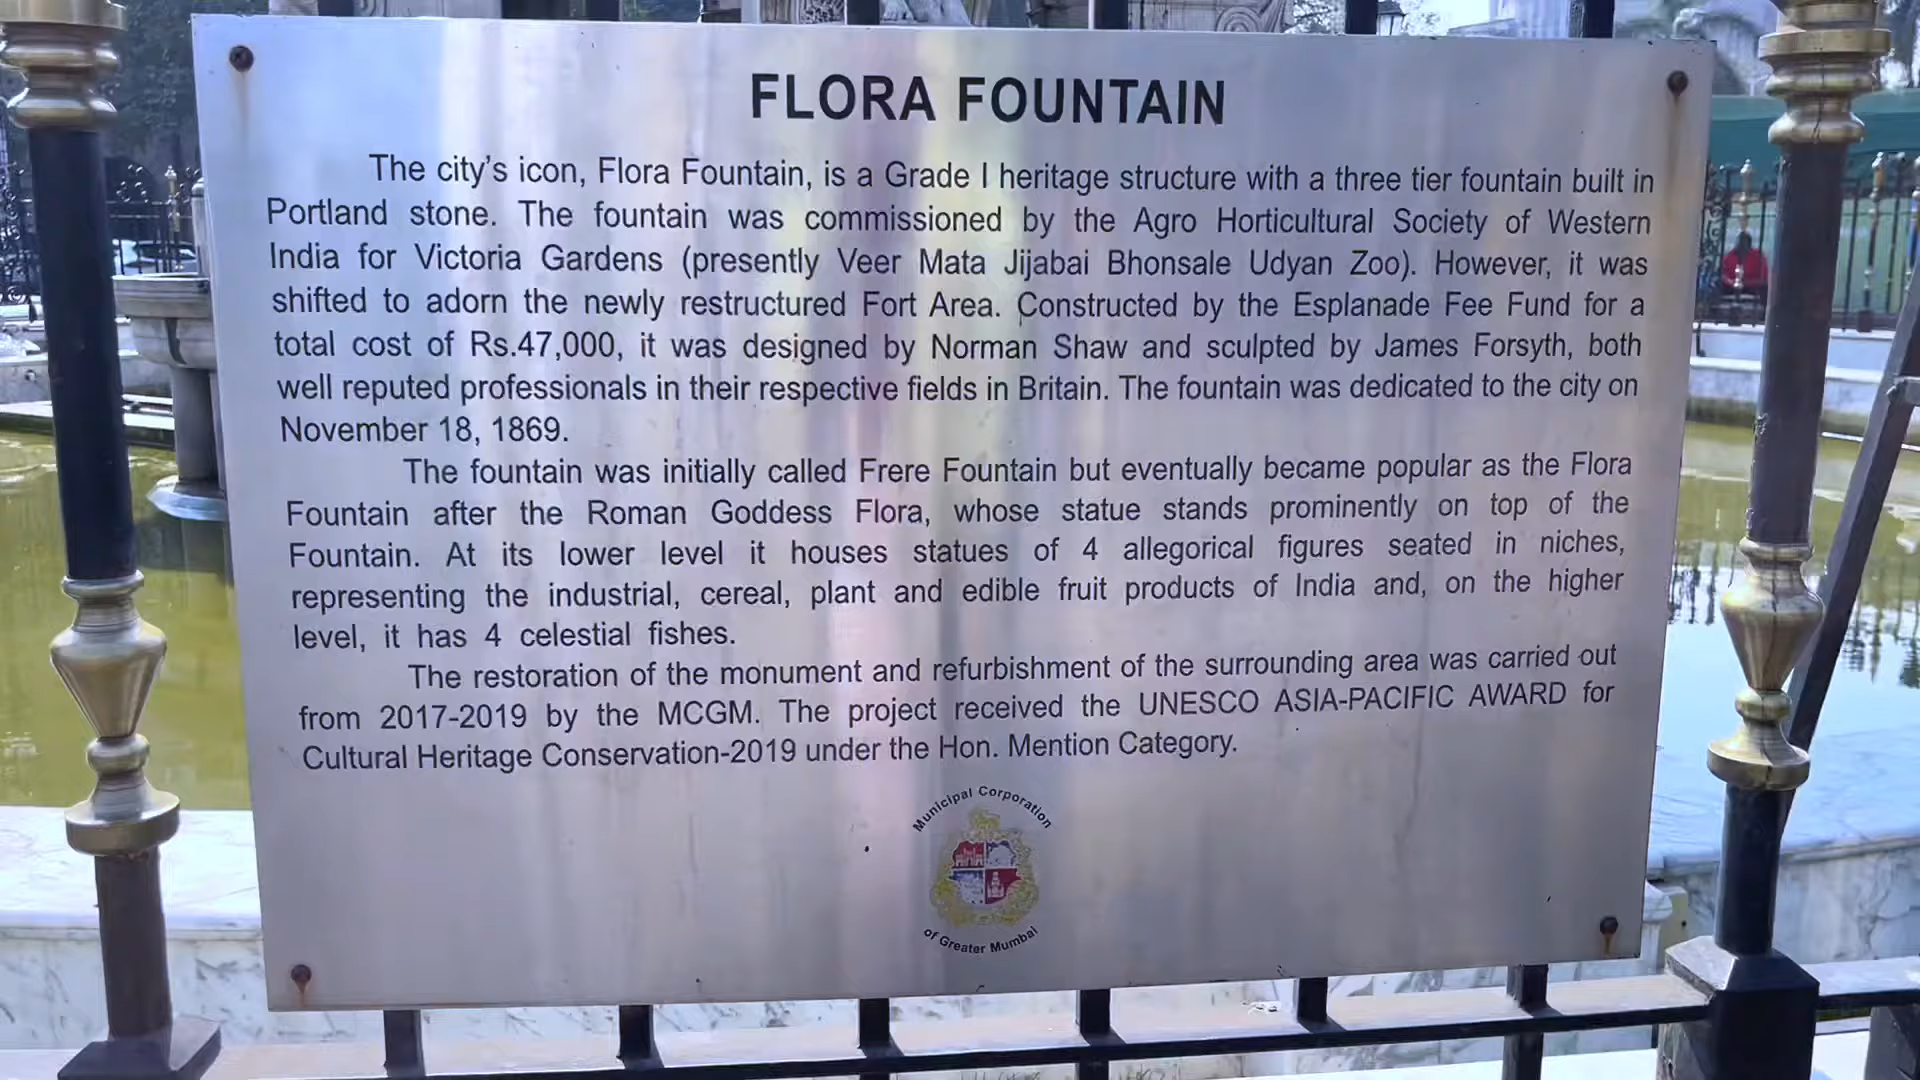 FLORA FOUNTAIN
The city's icon, Flora Fountain, is a Grade I heritage structure with a three tier fountain built in
Portland stone. The fountain was commissioned by the Agro Horticultural Society of Western
India for Victoria Gardens (presently Veer Mata Jijabai Bhonsale Udyan Zoo). However, it was
shifted to adorn the newly restructured Fort Area. Constructed by the Esplanade Fee Fund for a
total cost of Rs.47,000, it was designed by Norman Shaw and sculpted by James Forsyth, both
well reputed professionals in their respective fields in Britain. The fountain was dedicated to the city on
November 18, 1869.
The fountain was initially called Frere Fountain but eventually became popular as the Flora
Fountain after the Roman Goddess Flora, whose statue stands prominently on top of the
Fountain. At its lower level it houses statues of 4 allegorical figures seated in niches,
representing the industrial, cereal, plant and edible fruit products of India and, on the higher
level, it has 4 celestial fishes.
The restoration of the monument and refurbishment of the surrounding area was carried out
from 2017-2019 by the MCGM. The project received the UNESCO ASIA-PACIFIC AWARD for
Cultural Heritage Conservation-2019 under the Hon. Mention Category.
Municipal Corporation
of Greater Mumbai